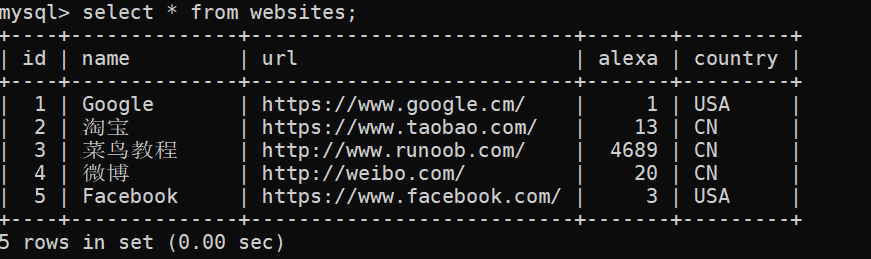 mysql> select * from websites;
+----+--------------+---------------------------+-------+---------+
| id | name         | url                       | alexa | country |
+----+--------------+---------------------------+-------+---------+
|  1 | Google       | https://www.google.cm/    |     1 | USA     |
|  2 | 淘宝         | https://www.taobao.com/   |    13 | CN      |
|  3 | 菜鸟教程     | http://www.runoob.com/    |  4689 | CN      |
|  4 | 微博         | http://weibo.com/         |    20 | CN      |
|  5 | Facebook     | https://www.facebook.com/ |     3 | USA     |
+----+--------------+---------------------------+-------+---------+
5 rows in set (0.00 sec)